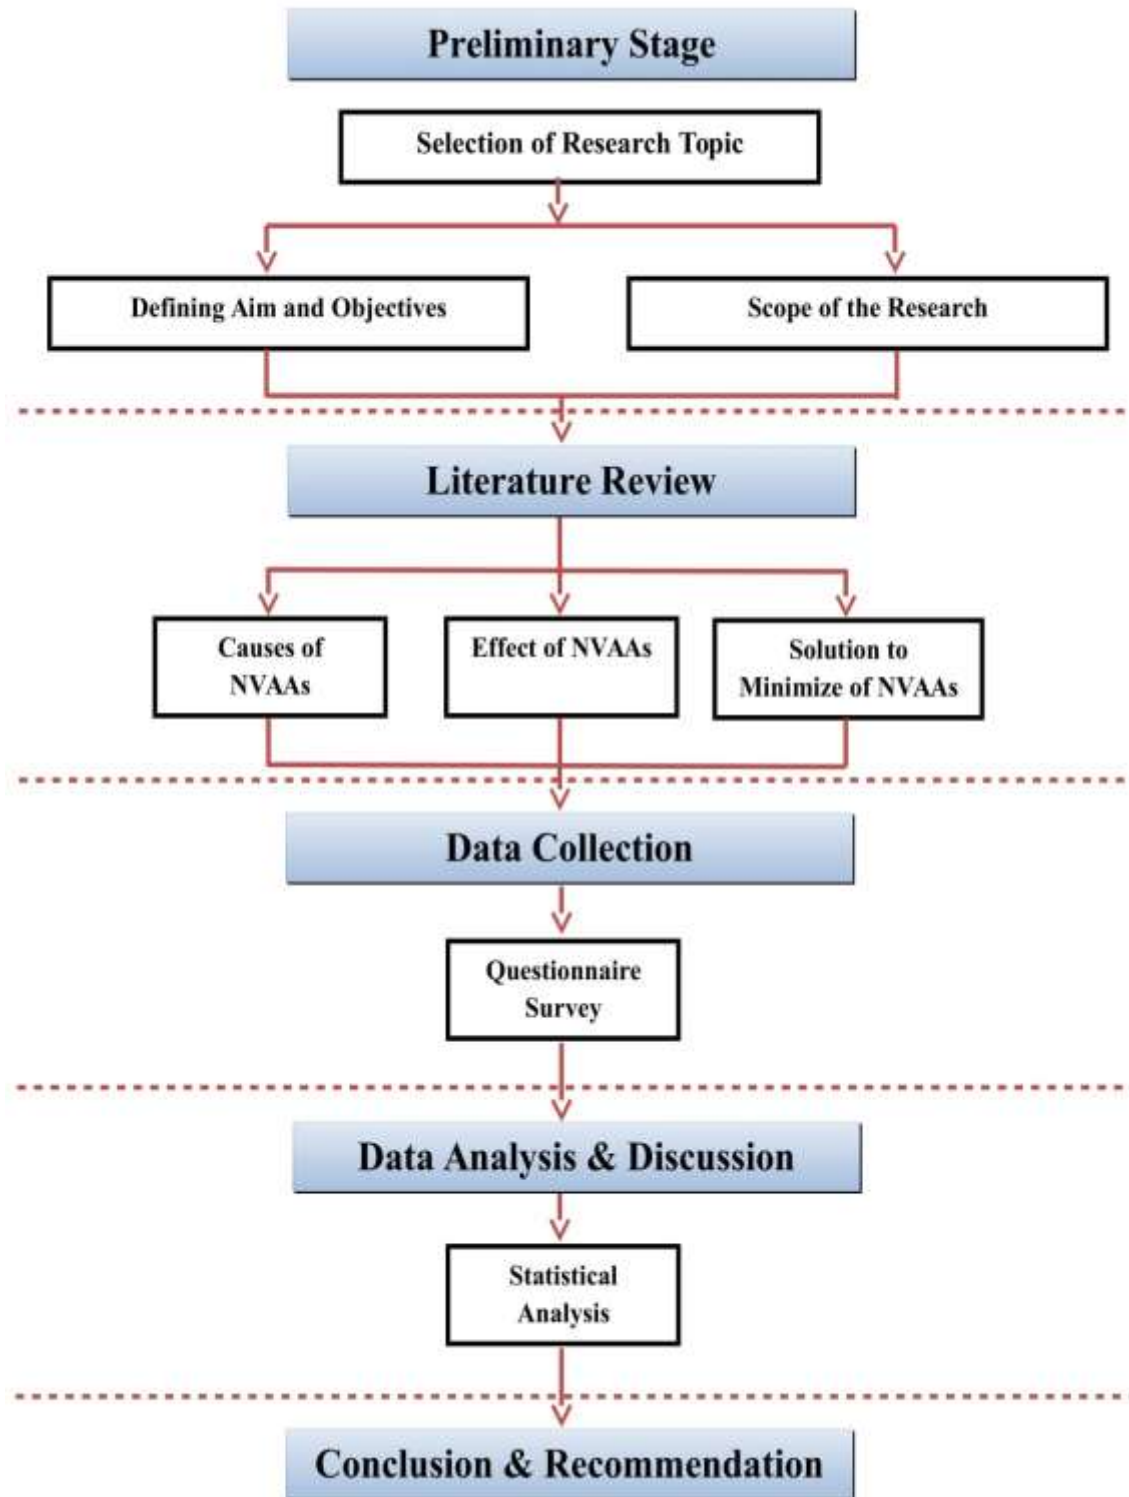 Preliminary Stage
Selection of Research Topic
Defining Aim and Objectives
Scope of the Research
Literature Review
Causes of
NVAAs
Effect of NVAAs
Solution to
Minimize of NVAAs
Data Collection
Questionnaire
Survey
Data Analysis & Discussion
Statistical
Analysis
Conclusion & Recommendation